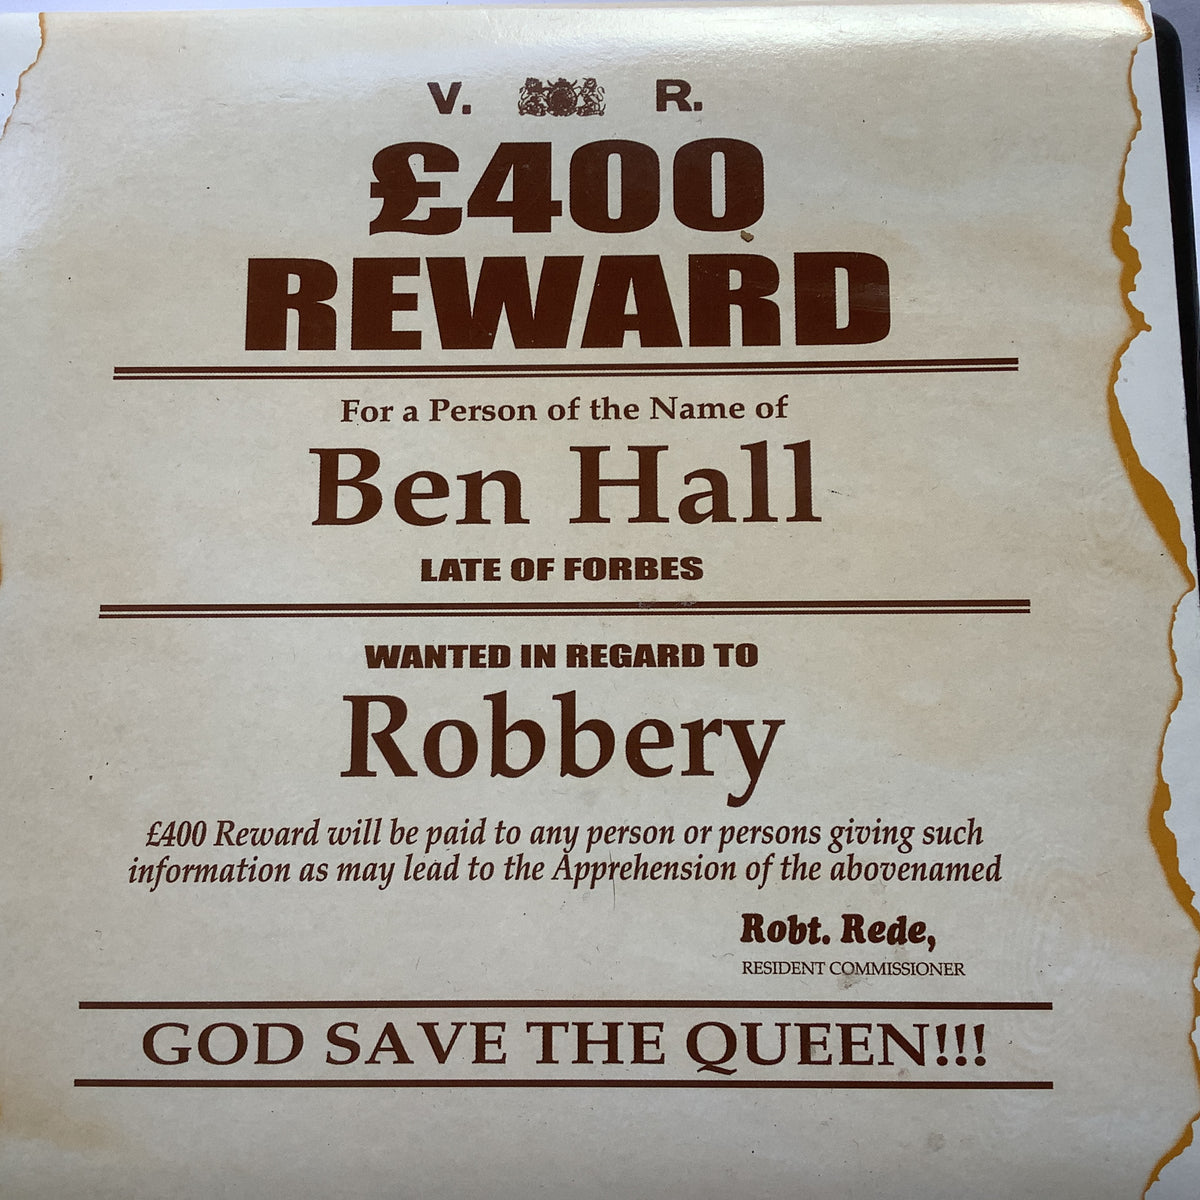 V. R.
£400
REWARD
For a Person of the Name of
Ben Hall
LATE OF FORBES
WANTED IN REGARD TO
Robbery
£400 Reward will be paid to any person or persons giving such
information as may lead to the Apprehension of the abovenamed
Robt. Rede,
RESIDENT COMMISSIONER
GOD SAVE THE QUEEN!!!